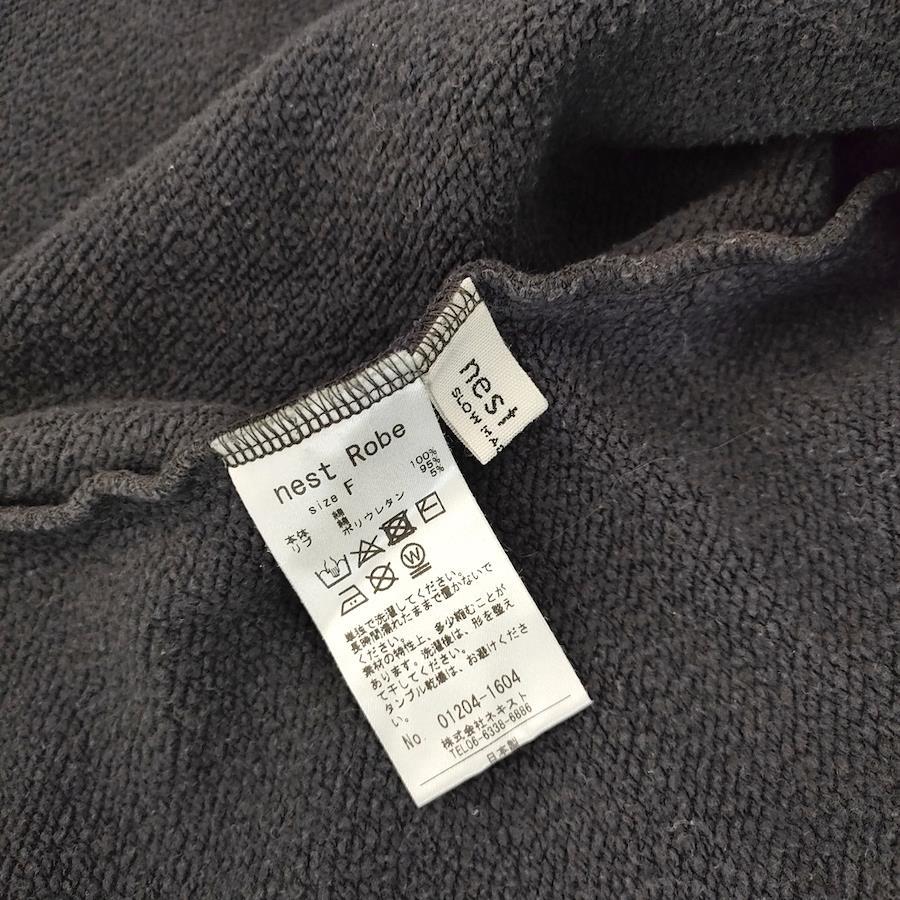 nest Robe
size F
本体 綿 100%
リブ 綿 95%
ポリウレタン 5%
W
単独で洗濯してください。
長時間濡れたままで置かないで
ください。
素材の特性上、多少縮むことが
あります。洗濯後は、形を整え
て干してください。
タンブル乾燥は、お避けくださ
い。
No. 01204-1604
株式会社ネキスト
TEL06-6338-6886
日本製
nest
SLOW MA